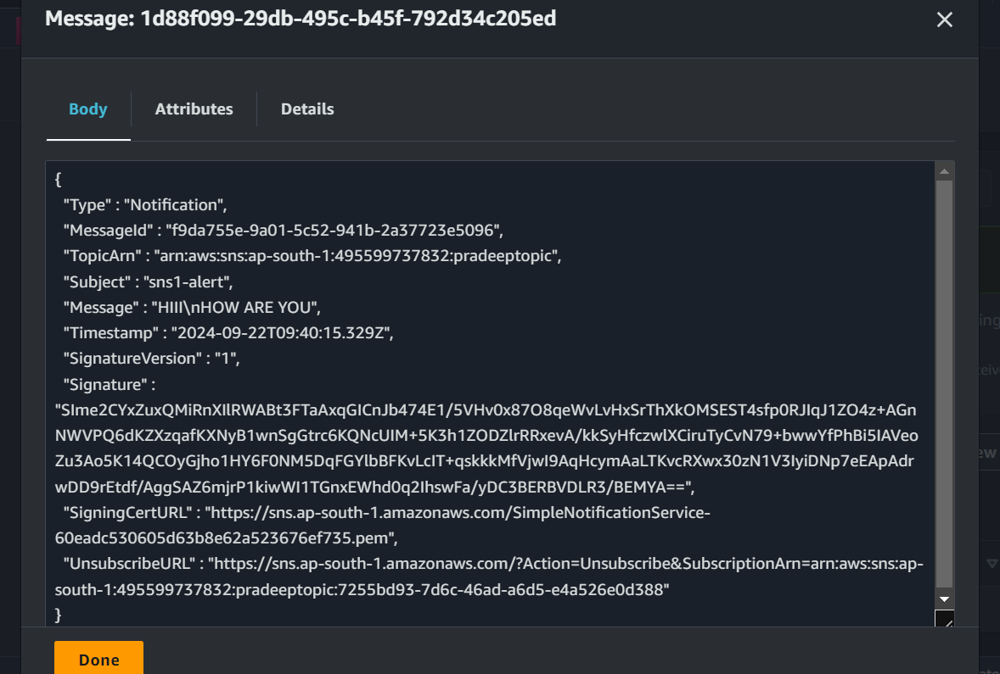 Message: 1d88f099-29db-495c-b45f-792d34c205ed
Body
Attributes
Details
{
"Type" : "Notification",
"MessageId" : "f9da755e-9a01-5c52-941b-2a37723e5096",
"TopicArn" : "arn:aws:sns:ap-south-1:495599737832:pradeeptopic",
"Subject" : "sns1-alert",
"Message" : "HIII\nHOW ARE YOU",
"Timestamp" : "2024-09-22T09:40:15.329Z",
"SignatureVersion" : "1",
"Signature" :
"SIme2CYxZuxQMiRnXIlRWABt3FTaAxqGICnJb474E1/5VHv0x87O8qeWvLvHxSrThXkOMSEST4sfp0RJIqJ1ZO4z+AGn
NWVPQ6dKZXzqafKXNyB1wnSgGtrc6KQNcUIM+5K3h1ZODZlrRRxevA/kkSyHfczwlXCiruTyCvN79+bwwYfPhBi5IAVeo
Zu3Ao5K14QCOyGjho1HY6F0NM5DqFGYlbBFKvLcIT+qskkkMfVjwI9AqHcymAaLTKvcRXwx30zN1V3IyiDNp7eEApAdr
wDD9rEtdf/AggSAZ6mjrP1kiwWI1TGnxEWhd0q2IhswFa/yDC3BERBVDLR3/BEMYA==",
"SigningCertURL" : "https://sns.ap-south-1.amazonaws.com/SimpleNotificationService-
60eadc530605d63b8e62a523676ef735.pem",
"UnsubscribeURL" : "https://sns.ap-south-1.amazonaws.com/?Action=Unsubscribe&SubscriptionArn=arn:aws:sns:ap-
south-1:495599737832:pradeeptopic:7255bd93-7d6c-46ad-a6d5-e4a526e0d388"
}
Done